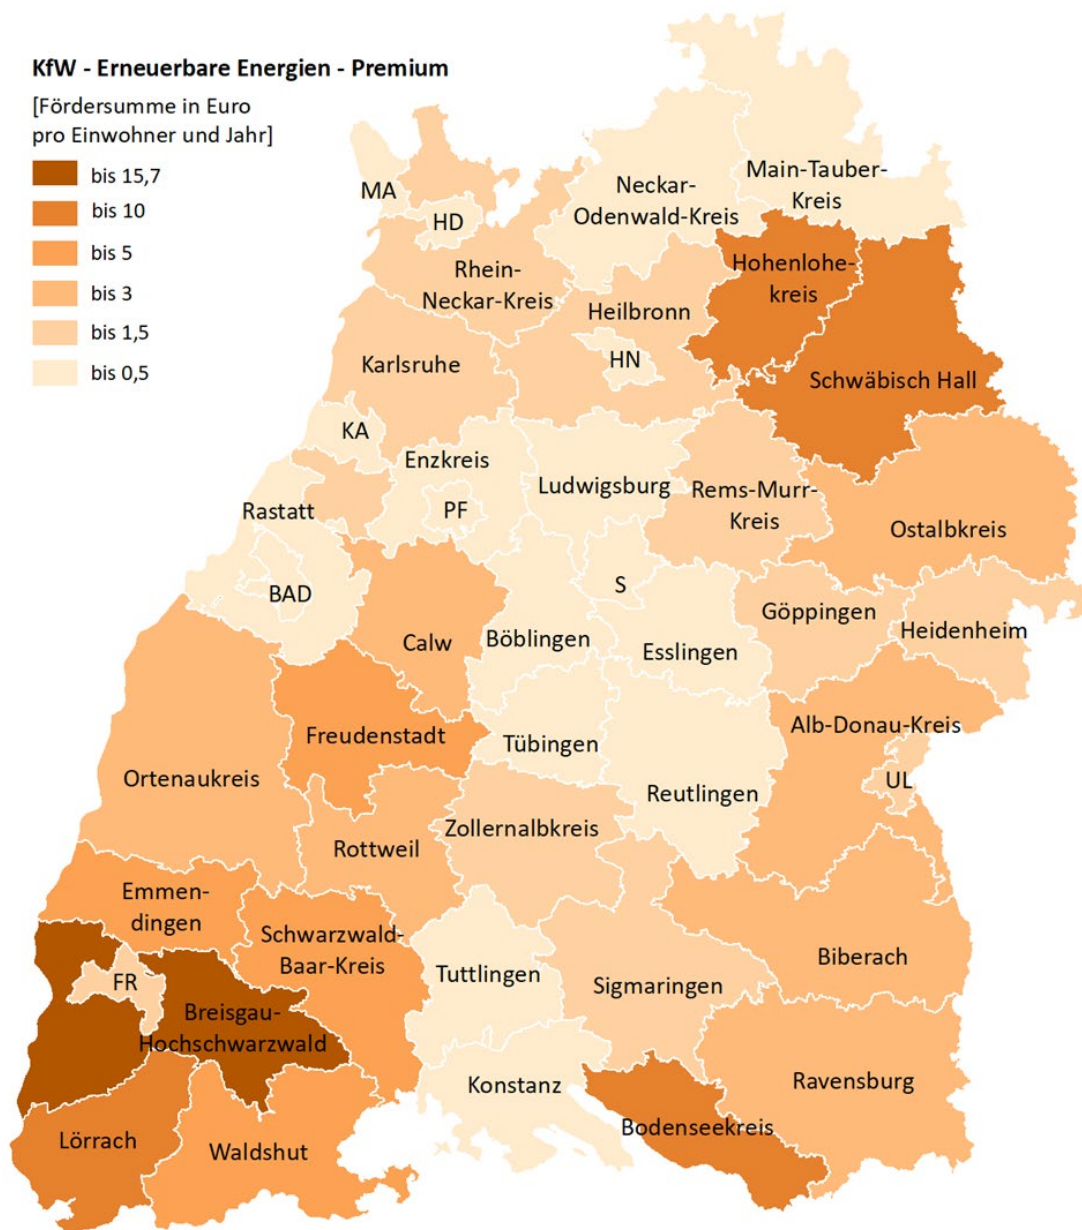 KfW - Erneuerbare Energien - Premium
[Fördersumme in Euro
pro Einwohner und Jahr]
bis 15,7
bis 10
bis 5
bis 3
bis 1,5
bis 0,5
MA
HD
Neckar-
Odenwald-Kreis
Main-Tauber-
Kreis
Rhein-
Neckar-Kreis
Hohenlohe-
kreis
Heilbronn
HN
Karlsruhe
Schwäbisch Hall
KA
Enzkreis
Ludwigsburg
Rems-Murr-
Kreis
Rastatt
PF
Ostalbkreis
BAD
S
Göppingen
Heidenheim
Calw
Böblingen
Esslingen
Freudenstadt
Tübingen
Alb-Donau-Kreis
Ortenaukreis
Reutlingen
UL
Rottweil
Zollernalbkreis
Emmen-
dingen
Schwarzwald-
Baar-Kreis
Biberach
FR
Tuttlingen
Sigmaringen
Breisgau-
Hochschwarzwald
Konstanz
Ravensburg
Lörrach
Waldshut
Bodenseekreis